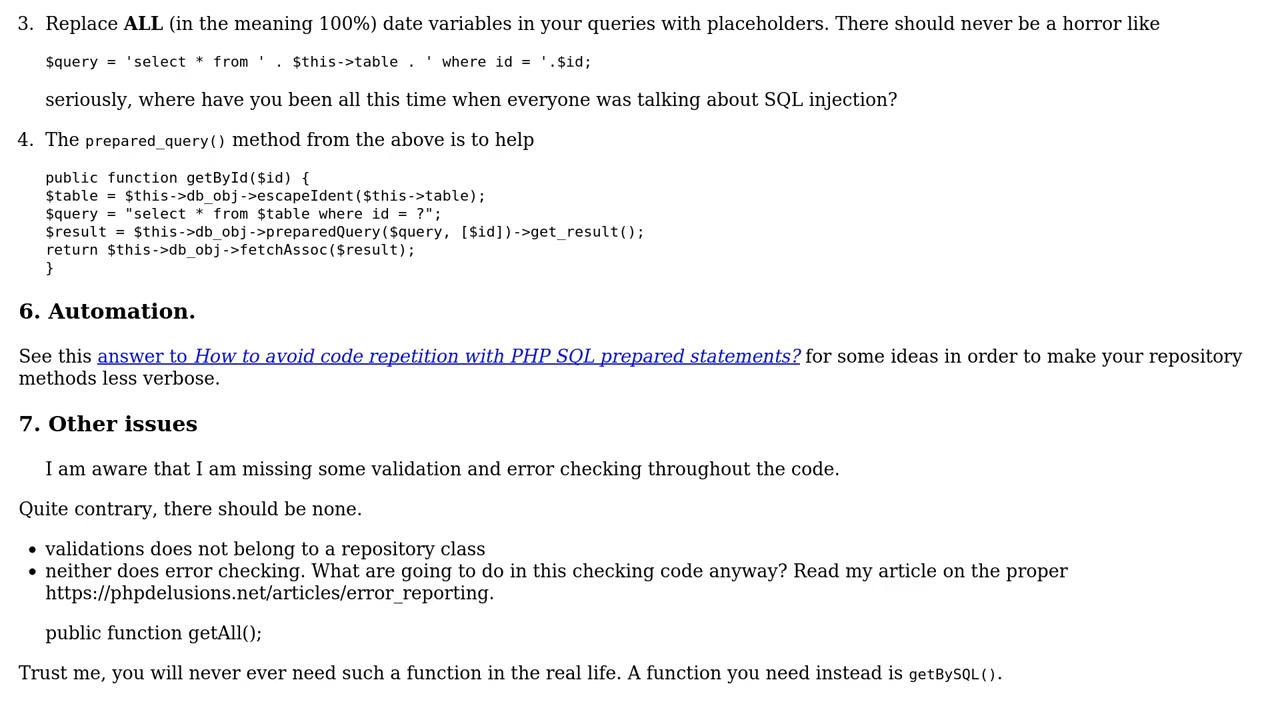 3. Replace ALL (in the meaning 100%) date variables in your queries with placeholders. There should never be a horror like
$query = 'select * from ' . $this->table . ' where id = '.$id;
seriously, where have you been all this time when everyone was talking about SQL injection?
4. The prepared_query() method from the above is to help
public function getById($id) {
$table = $this->db_obj->escapeIdent($this->table);
$query = "select * from $table where id = ?";
$result = $this->db_obj->preparedQuery($query, [$id])->get_result();
return $this->db_obj->fetchAssoc($result);
}
6. Automation.
See this answer to How to avoid code repetition with PHP SQL prepared statements? for some ideas in order to make your repository
methods less verbose.
7. Other issues
I am aware that I am missing some validation and error checking throughout the code.
Quite contrary, there should be none.
• validations does not belong to a repository class
• neither does error checking. What are going to do in this checking code anyway? Read my article on the proper
https://phpdelusions.net/articles/error_reporting.
public function getAll();
Trust me, you will never ever need such a function in the real life. A function you need instead is getBySQL().